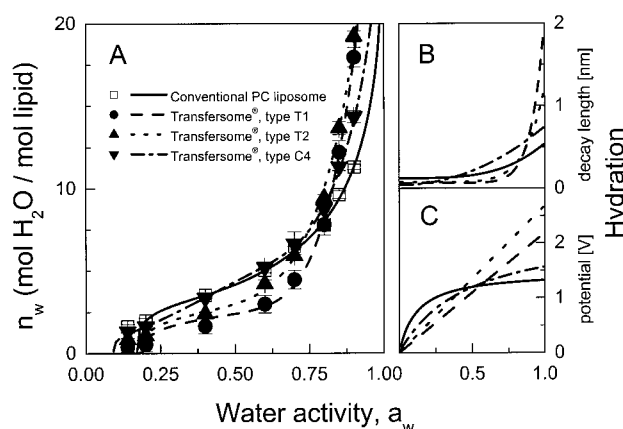 20
A
Conventional PC liposome
Transfersome®, type T1
Transfersome®, type T2
Transfersome®, type C4
10
0
n_w (mol H₂O / mol lipid)
0.00 0.25 0.50 0.75 1.00
B
2
1
0
decay length [nm]
C
2
1
0
potential [V]
0.0 0.5 1.0
Hydration
Water activity, a_w